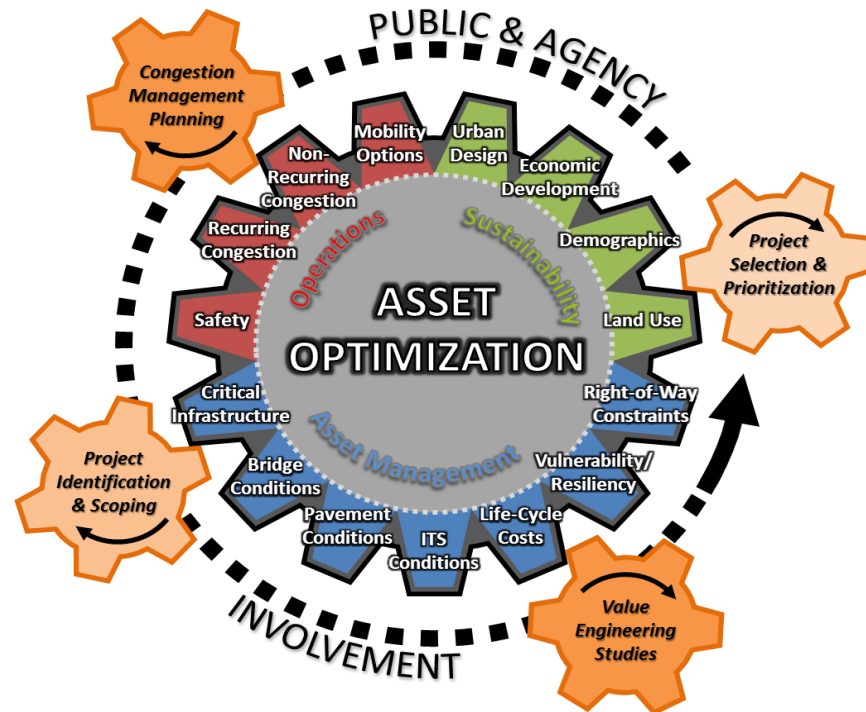 PUBLIC & AGENCY
Congestion
Management
Planning
Mobility
Options
Urban
Design
Non-
Recurring
Congestion
Economic
Development
Recurring
Congestion
Demographics
Project
Selection &
Prioritization
Operations
Sustainability
Safety
Land Use
ASSET
OPTIMIZATION
Critical
Infrastructure
Right-of-Way
Constraints
Asset Management
Bridge
Conditions
Vulnerability/
Resiliency
Project
Identification
& Scoping
Pavement
Conditions
ITS
Conditions
Life-Cycle
Costs
INVOLVEMENT
Value
Engineering
Studies